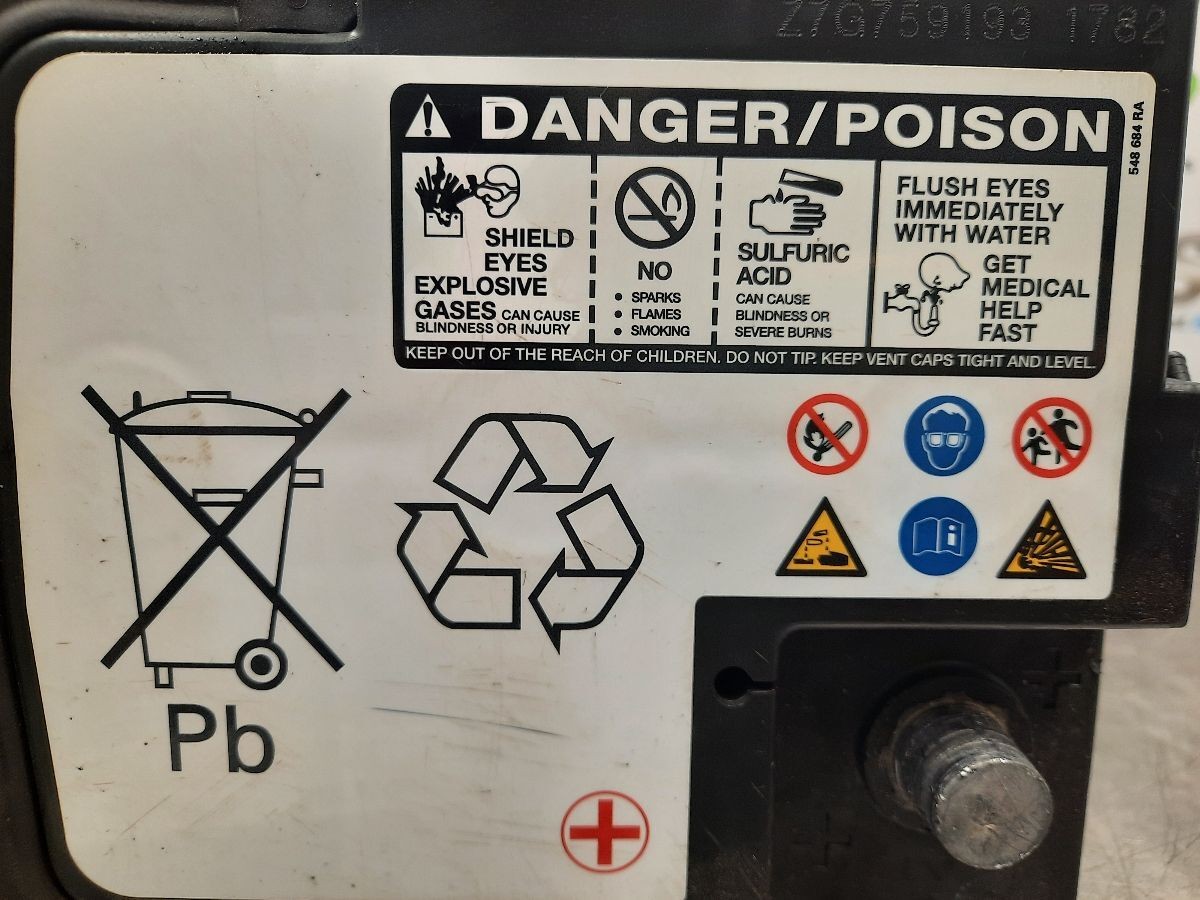 Z7G759193 1782
DANGER/POISON
548 684 RA
SHIELD
EYES
EXPLOSIVE
GASES CAN CAUSE
BLINDNESS OR INJURY
NO
• SPARKS
• FLAMES
• SMOKING
SULFURIC
ACID
CAN CAUSE
BLINDNESS OR
SEVERE BURNS
FLUSH EYES
IMMEDIATELY
WITH WATER
GET
MEDICAL
HELP
FAST
KEEP OUT OF THE REACH OF CHILDREN. DO NOT TIP. KEEP VENT CAPS TIGHT AND LEVEL.
Pb